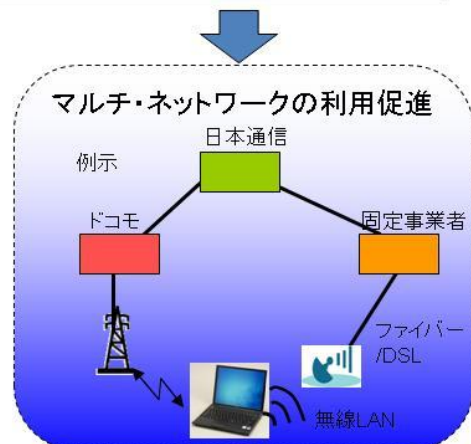 マルチ・ネットワークの利用促進
日本通信
例示
ドコモ
固定事業者
ファイバー
/DSL
無線LAN